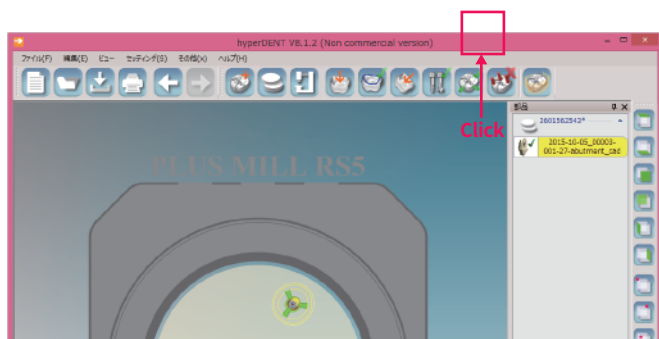 hyperDENT V8.1.2 (Non commercial version)
ファイル(F) 編集(E) ビュー セッティング(S) その他(x) ヘルプ(H)
部品
2601562542*
2015-10-05_00003-
001-27-abutment_cad
Click
PLUS MILL RS5